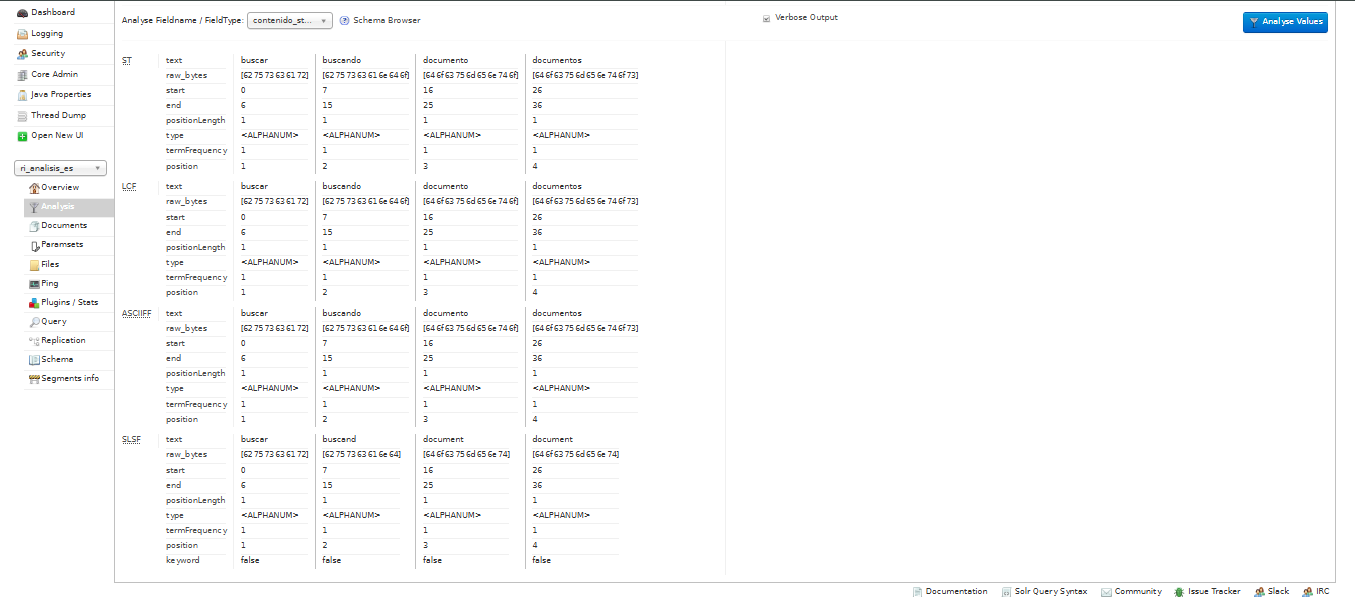 Dashboard
Logging
Security
Core Admin
Java Properties
Thread Dump
Open New UI
ri_analisis_es
Overview
Analysis
Documents
Paramsets
Files
Ping
Plugins / Stats
Query
Replication
Schema
Segments info
Analyse Fieldname / FieldType: contenido_st... Schema Browser
Verbose Output
Analyse Values
ST text buscar buscando documento documentos
raw_bytes [62 75 73 63 61 72] [62 75 73 63 61 6e 64 6f] [64 6f 63 75 6d 65 6e 74 6f] [64 6f 63 75 6d 65 6e 74 6f 73]
start 0 7 16 26
end 6 15 25 36
positionLength 1 1 1 1
type <ALPHANUM> <ALPHANUM> <ALPHANUM> <ALPHANUM>
termFrequency 1 1 1 1
position 1 2 3 4
LCF text buscar buscando documento documentos
raw_bytes [62 75 73 63 61 72] [62 75 73 63 61 6e 64 6f] [64 6f 63 75 6d 65 6e 74 6f] [64 6f 63 75 6d 65 6e 74 6f 73]
start 0 7 16 26
end 6 15 25 36
positionLength 1 1 1 1
type <ALPHANUM> <ALPHANUM> <ALPHANUM> <ALPHANUM>
termFrequency 1 1 1 1
position 1 2 3 4
ASCIIFF text buscar buscando documento documentos
raw_bytes [62 75 73 63 61 72] [62 75 73 63 61 6e 64 6f] [64 6f 63 75 6d 65 6e 74 6f] [64 6f 63 75 6d 65 6e 74 6f 73]
start 0 7 16 26
end 6 15 25 36
positionLength 1 1 1 1
type <ALPHANUM> <ALPHANUM> <ALPHANUM> <ALPHANUM>
termFrequency 1 1 1 1
position 1 2 3 4
SLSF text buscar buscand document document
raw_bytes [62 75 73 63 61 72] [62 75 73 63 61 6e 64] [64 6f 63 75 6d 65 6e 74] [64 6f 63 75 6d 65 6e 74]
start 0 7 16 26
end 6 15 25 36
positionLength 1 1 1 1
type <ALPHANUM> <ALPHANUM> <ALPHANUM> <ALPHANUM>
termFrequency 1 1 1 1
position 1 2 3 4
keyword false false false false
Documentation Solr Query Syntax Community Issue Tracker Slack IRC